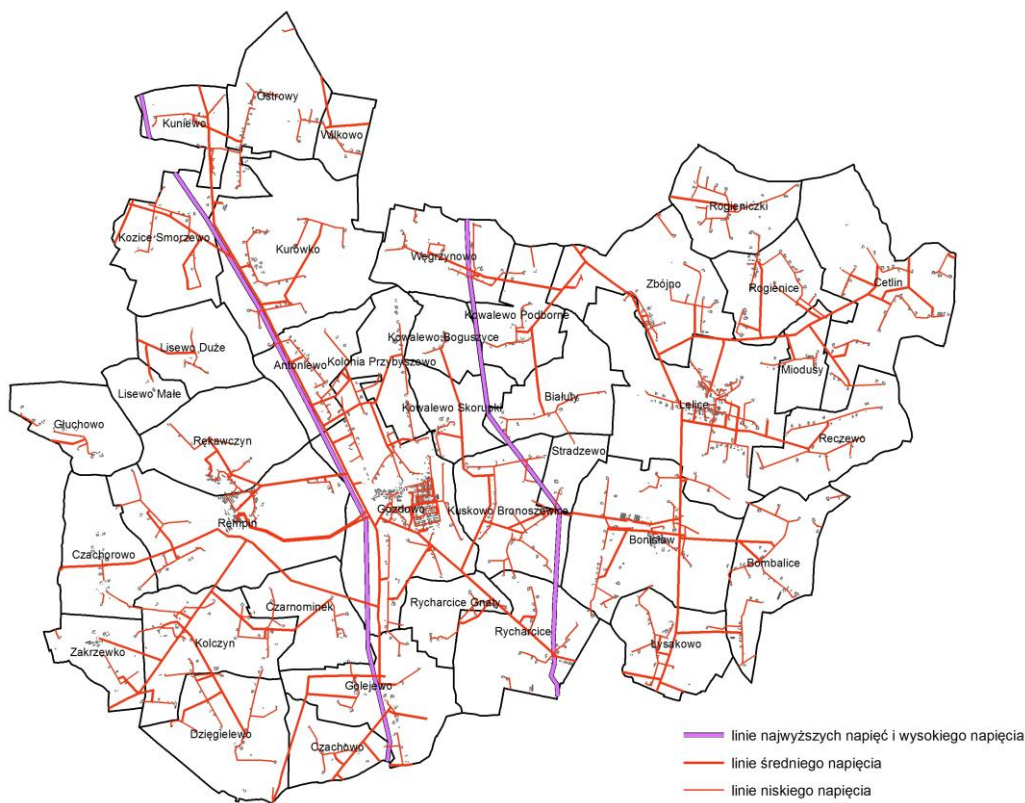 Ostrowy
Kuniewo
Wilkowo
Rogieniczki
Kozice Smorzewo
Kurówko
Węgrzynowo
Zbójno
Rogienice
Cetlin
Kowalewo Podborne
Kowalewo Boguszyce
Lisewo Duże
Antoniewo
Kolonia Przybyszewo
Miodusy
Lisewo Małe
Białuty
Kowalewo Skorupki
Lelice
Głuchowo
Rękawczyn
Reczewo
Stradzewo
Gozdowo
Kuskowo Bronoszewice
Rempin
Bonisław
Czachorowo
Bombalice
Czarnominek
Rycharcice Gnaty
Rycharcice
Kolczyn
Zakrzewko
Łysakowo
Golejewo
Dzięgielewo
Czachowo
linie najwyższych napięć i wysokiego napięcia
linie średniego napięcia
linie niskiego napięcia